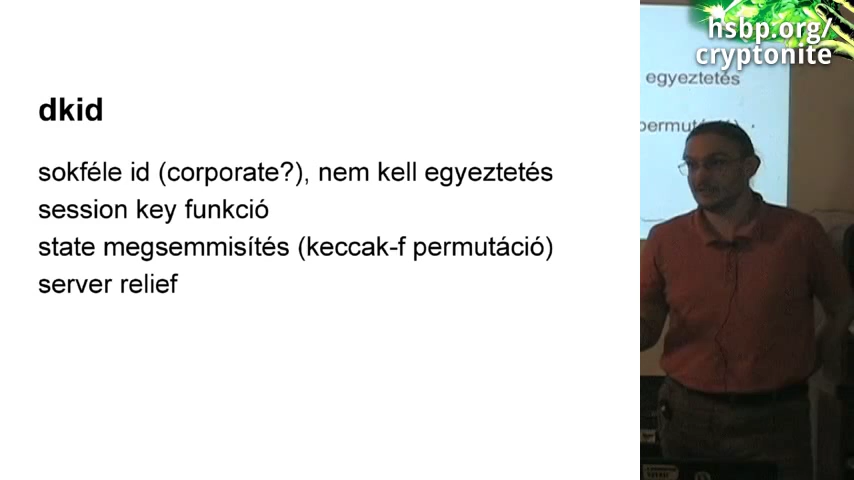 dkid
sokféle id (corporate?), nem kell egyeztetés
session key funkció
state megsemmisítés (keccak-f permutáció)
server relief
hsbp.org/
cryptonite
egyeztetés